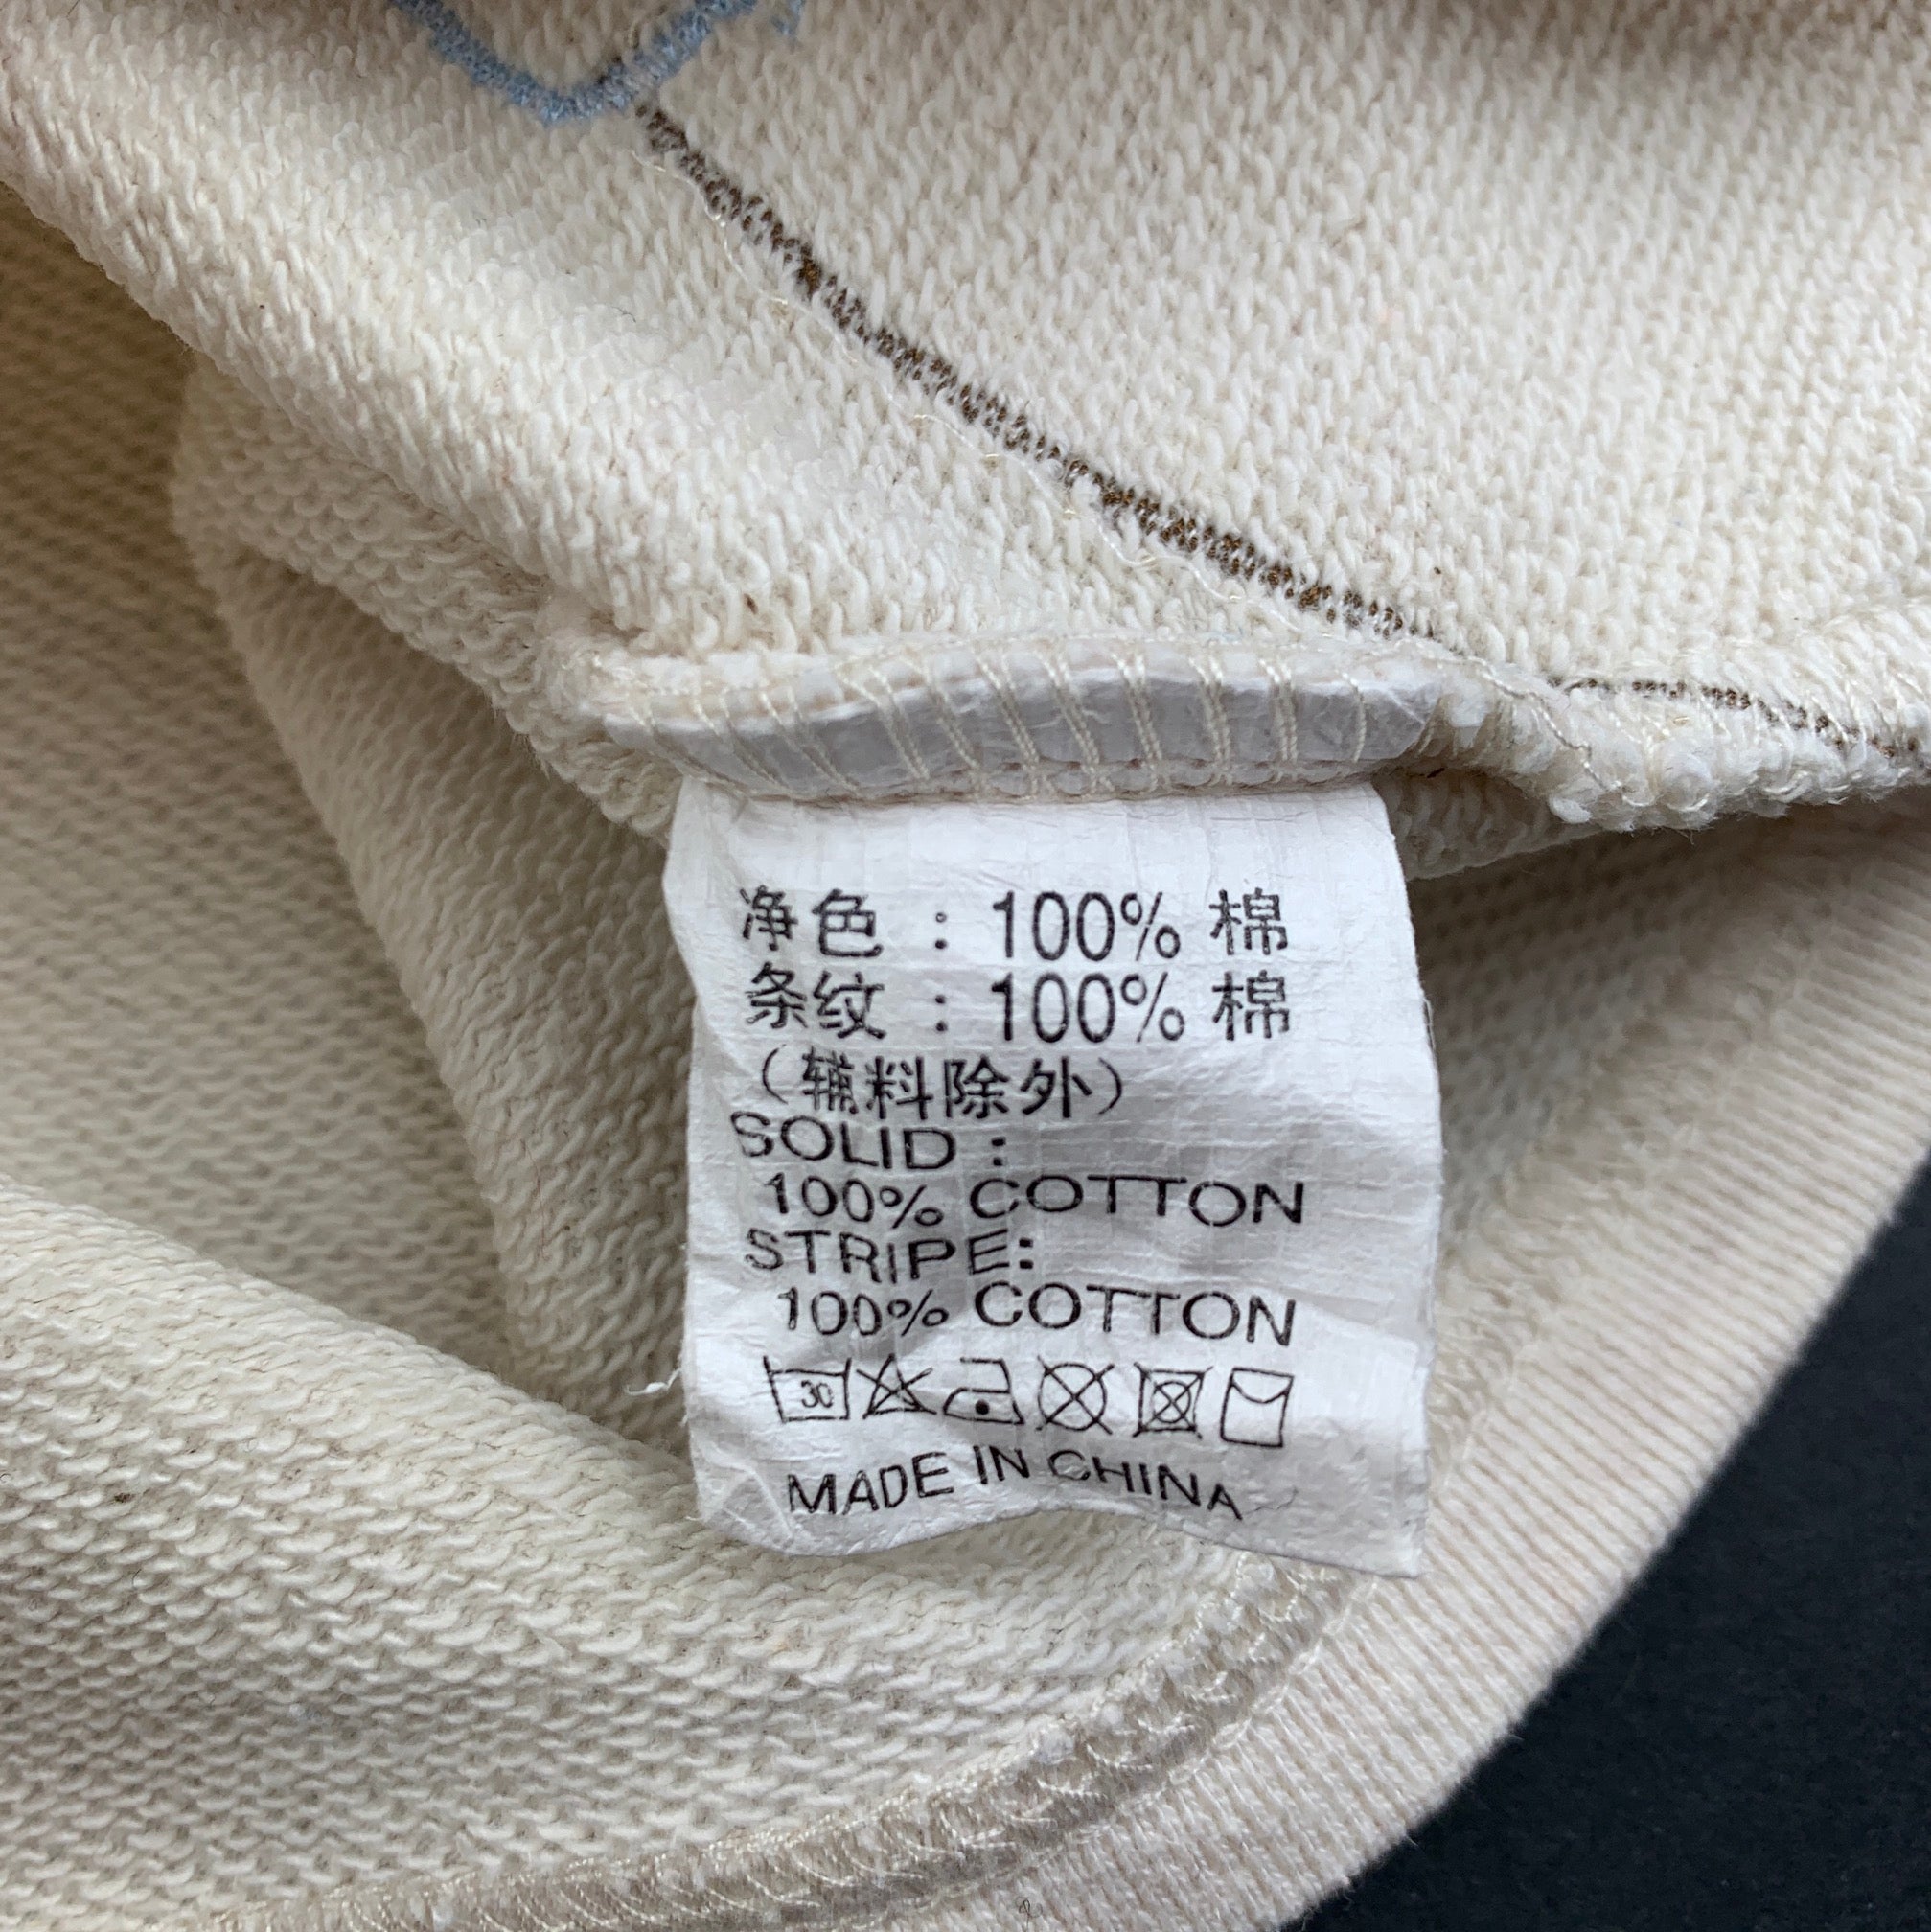 净色 : 100% 棉
条纹 : 100% 棉
（辅料除外）
SOLID :
100% COTTON
STRIPE:
100% COTTON
30
MADE IN CHINA